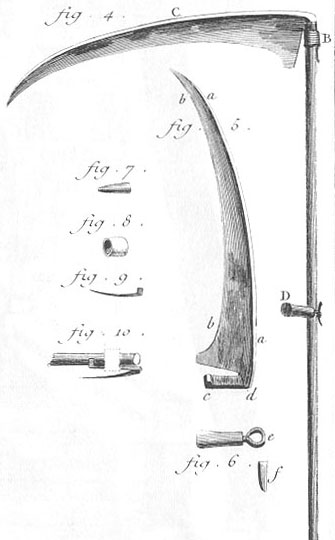 fig. 4.
C
B
b
a
fig. 5.
fig. 7.
fig. 8.
fig. 9.
D
fig. 10.
b
a
c
d
e
fig. 6.
f